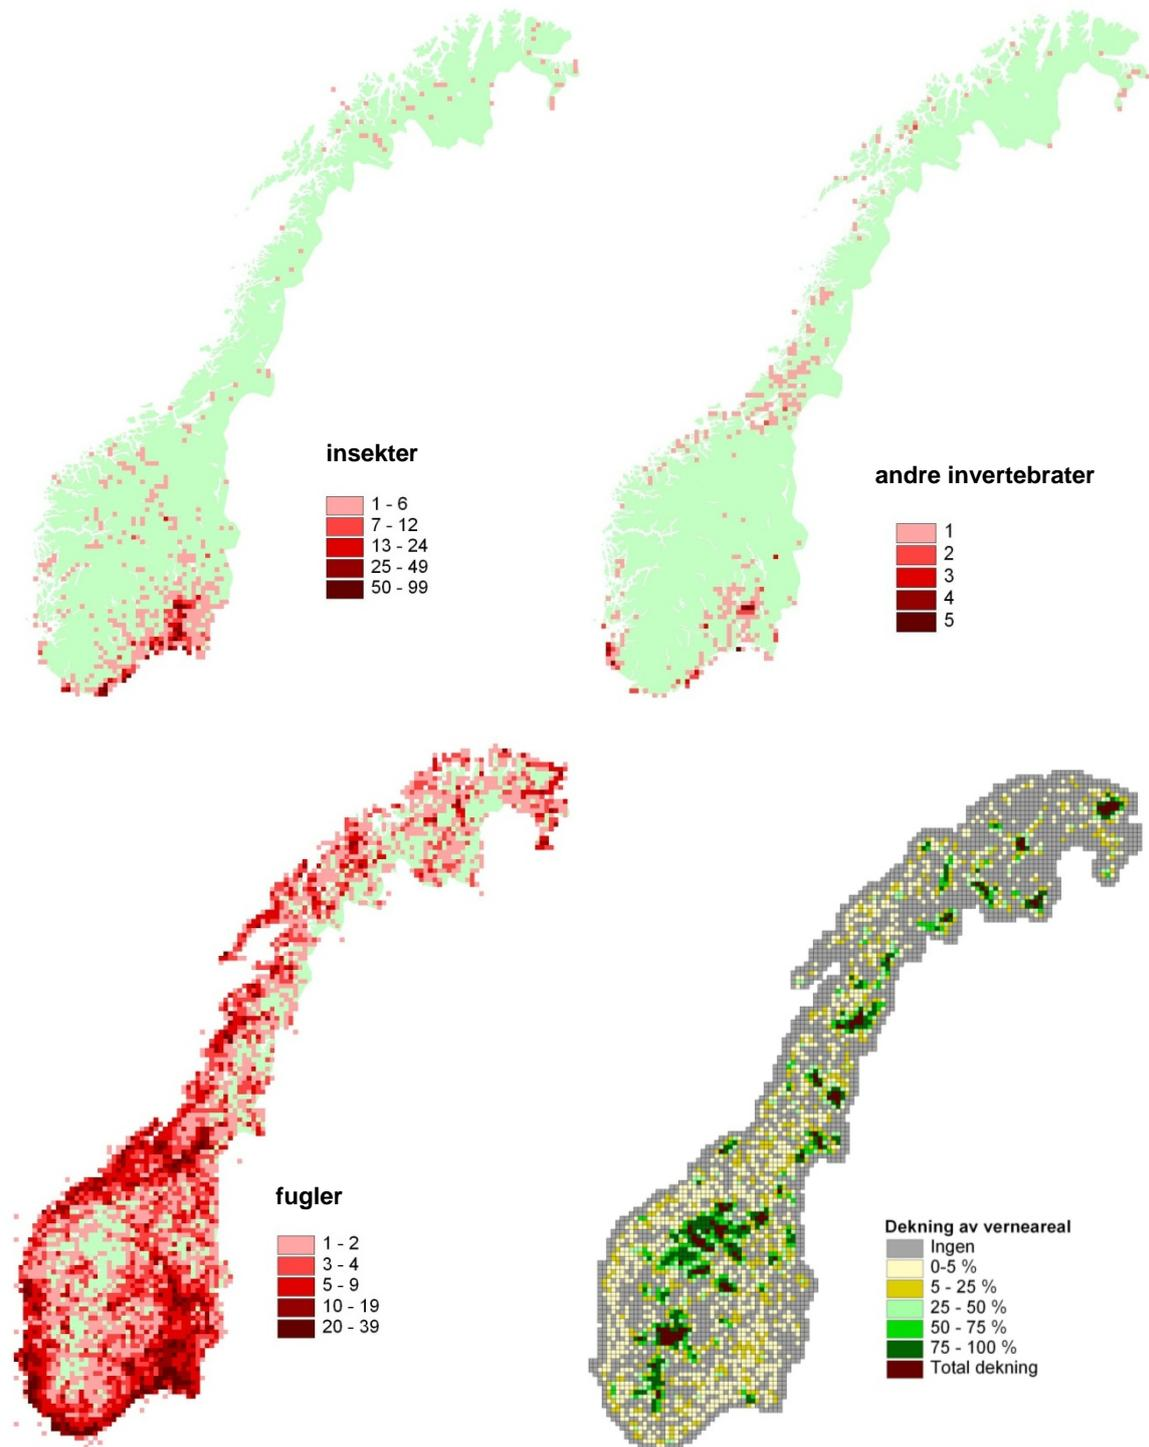 insekter
1 - 6
7 - 12
13 - 24
25 - 49
50 - 99
andre invertebrater
1
2
3
4
5
fugler
1 - 2
3 - 4
5 - 9
10 - 19
20 - 39
Dekning av verneareal
Ingen
0-5 %
5 - 25 %
25 - 50 %
50 - 75 %
75 - 100 %
Total dekning